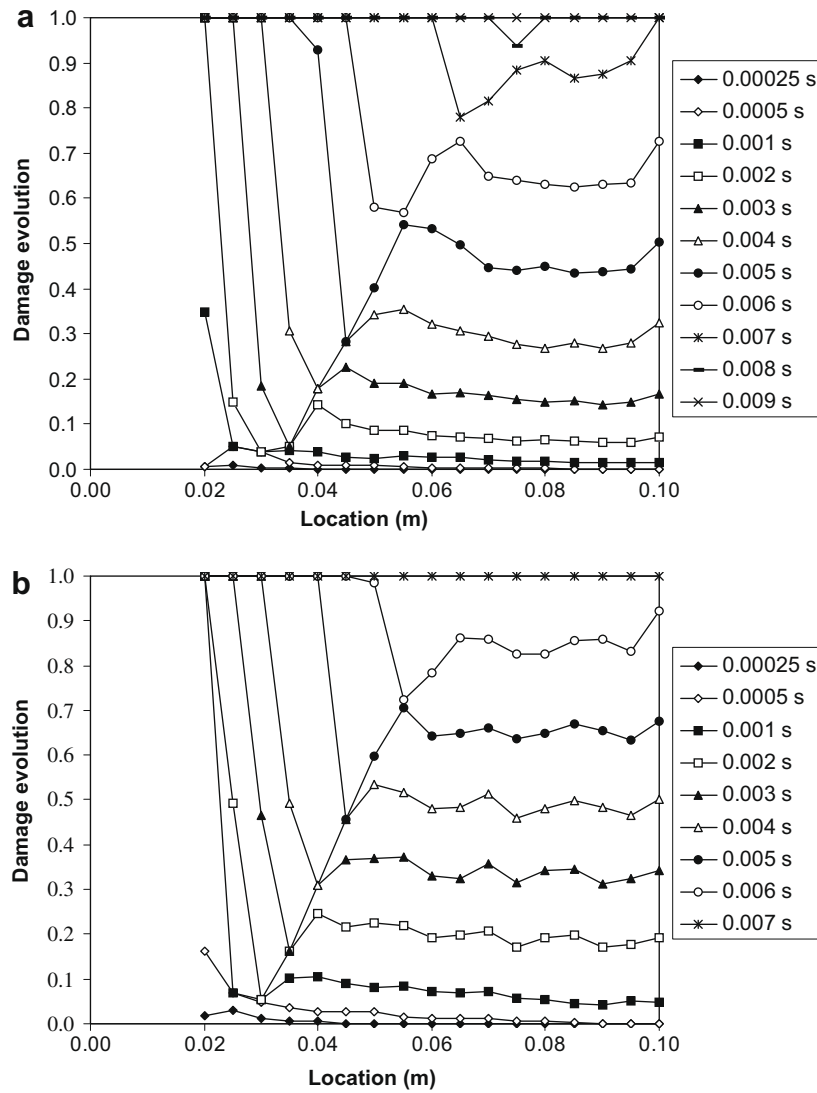 a
1.0
0.9
0.8
0.7
0.6
0.5
0.4
0.3
0.2
0.1
0.0
Damage evolution
0.00
0.02
0.04
0.06
0.08
0.10
Location (m)
0.00025 s
0.0005 s
0.001 s
0.002 s
0.003 s
0.004 s
0.005 s
0.006 s
0.007 s
0.008 s
0.009 s
b
1.0
0.9
0.8
0.7
0.6
0.5
0.4
0.3
0.2
0.1
0.0
Damage evolution
0.00
0.02
0.04
0.06
0.08
0.10
Location (m)
0.00025 s
0.0005 s
0.001 s
0.002 s
0.003 s
0.004 s
0.005 s
0.006 s
0.007 s